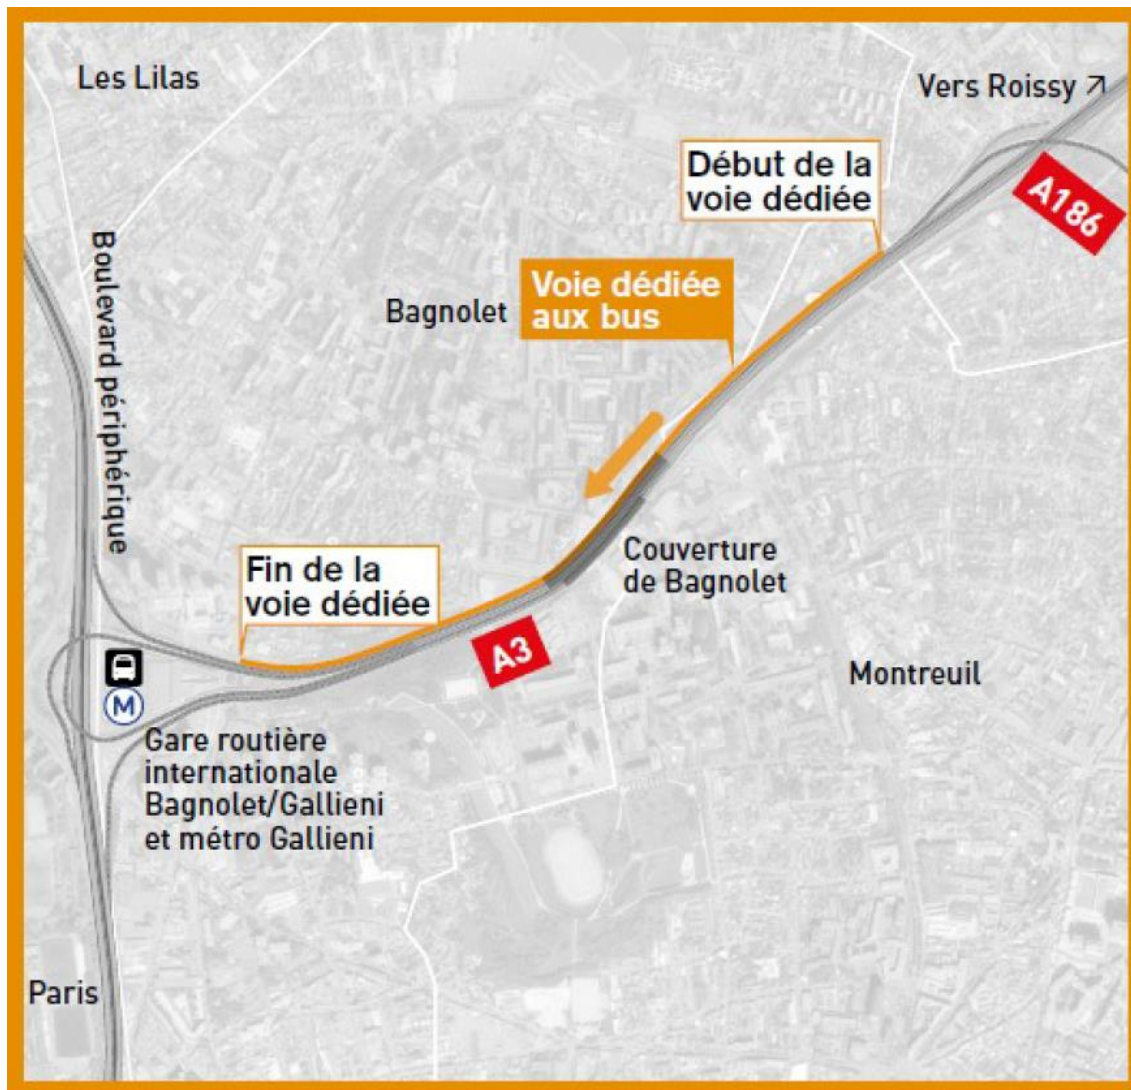 Les Lilas
Vers Roissy ↗
Début de la
voie dédiée
A186
Boulevard périphérique
Voie dédiée
aux bus
Bagnolet
Couverture
de Bagnolet
Fin de la
voie dédiée
A3
Montreuil
M
Gare routière
internationale
Bagnolet/Gallieni
et métro Gallieni
Paris